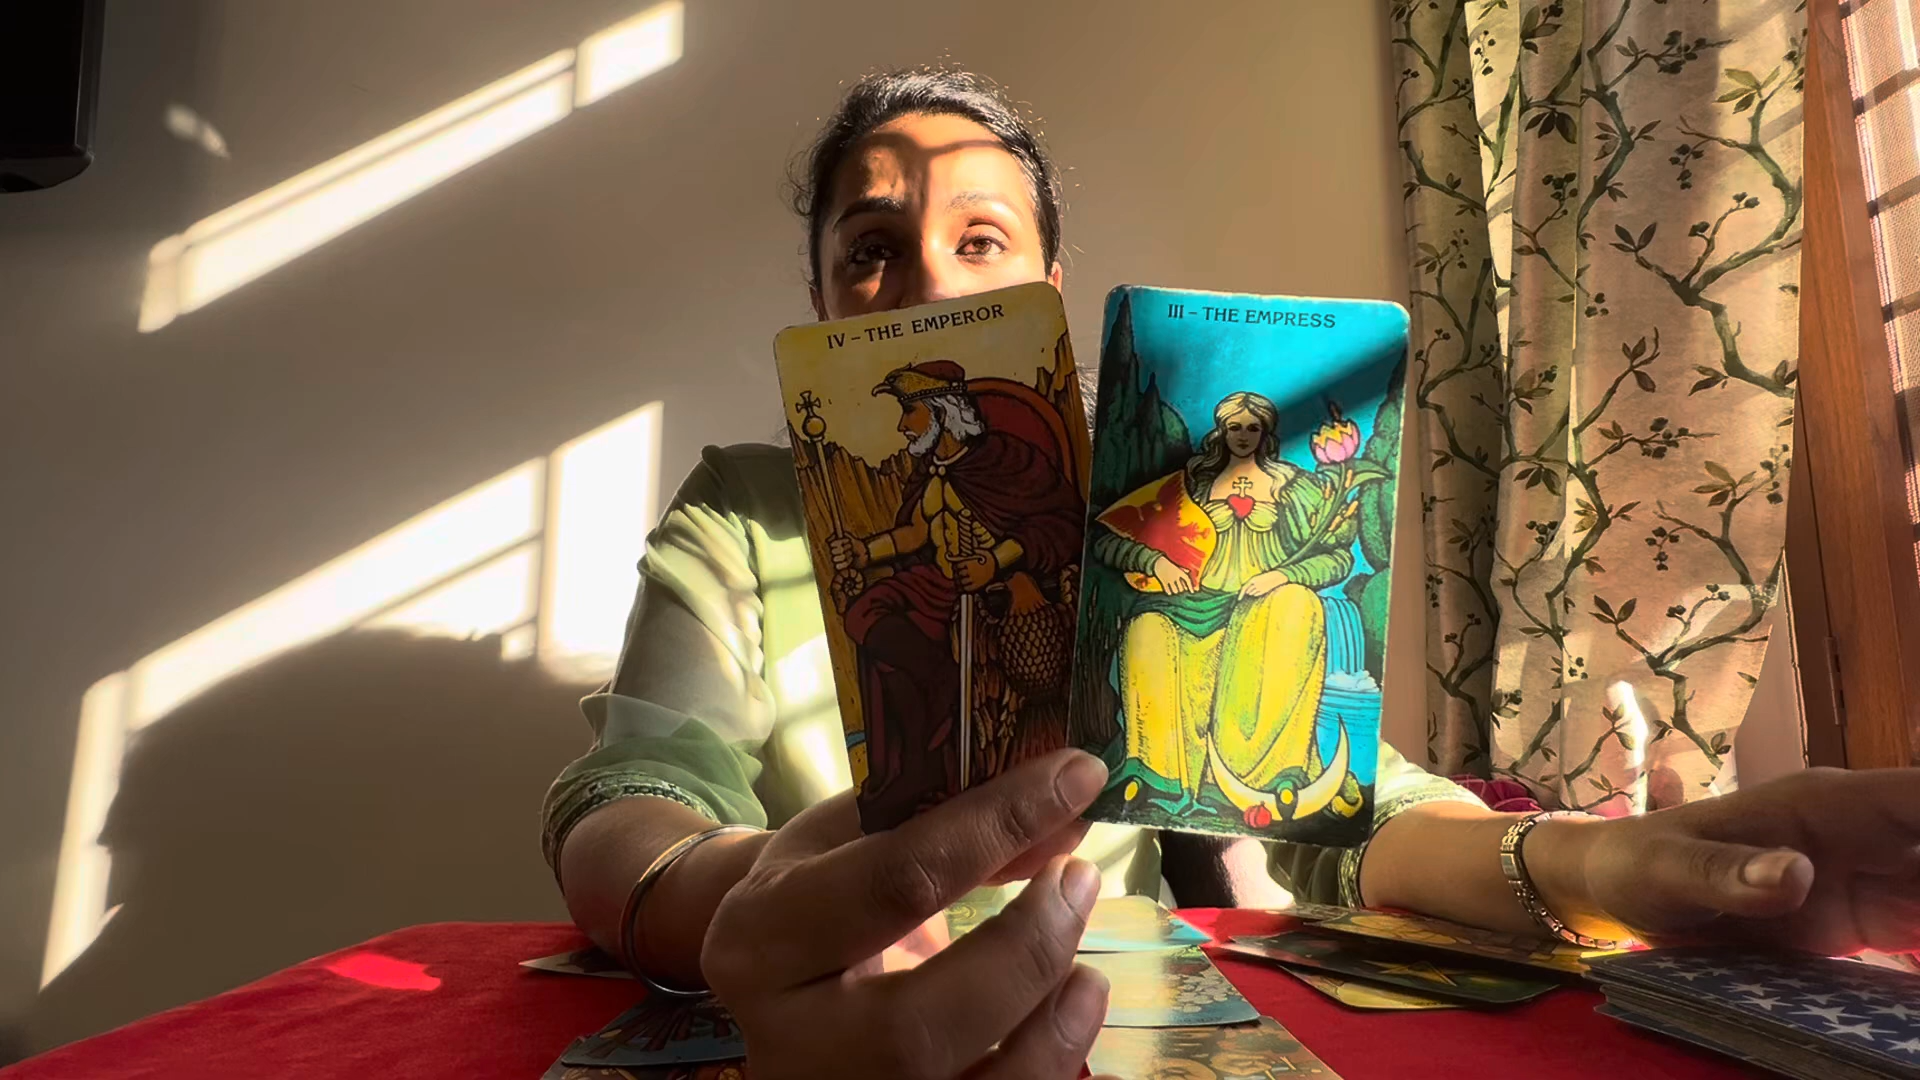 IV – THE EMPEROR
III – THE EMPRESS